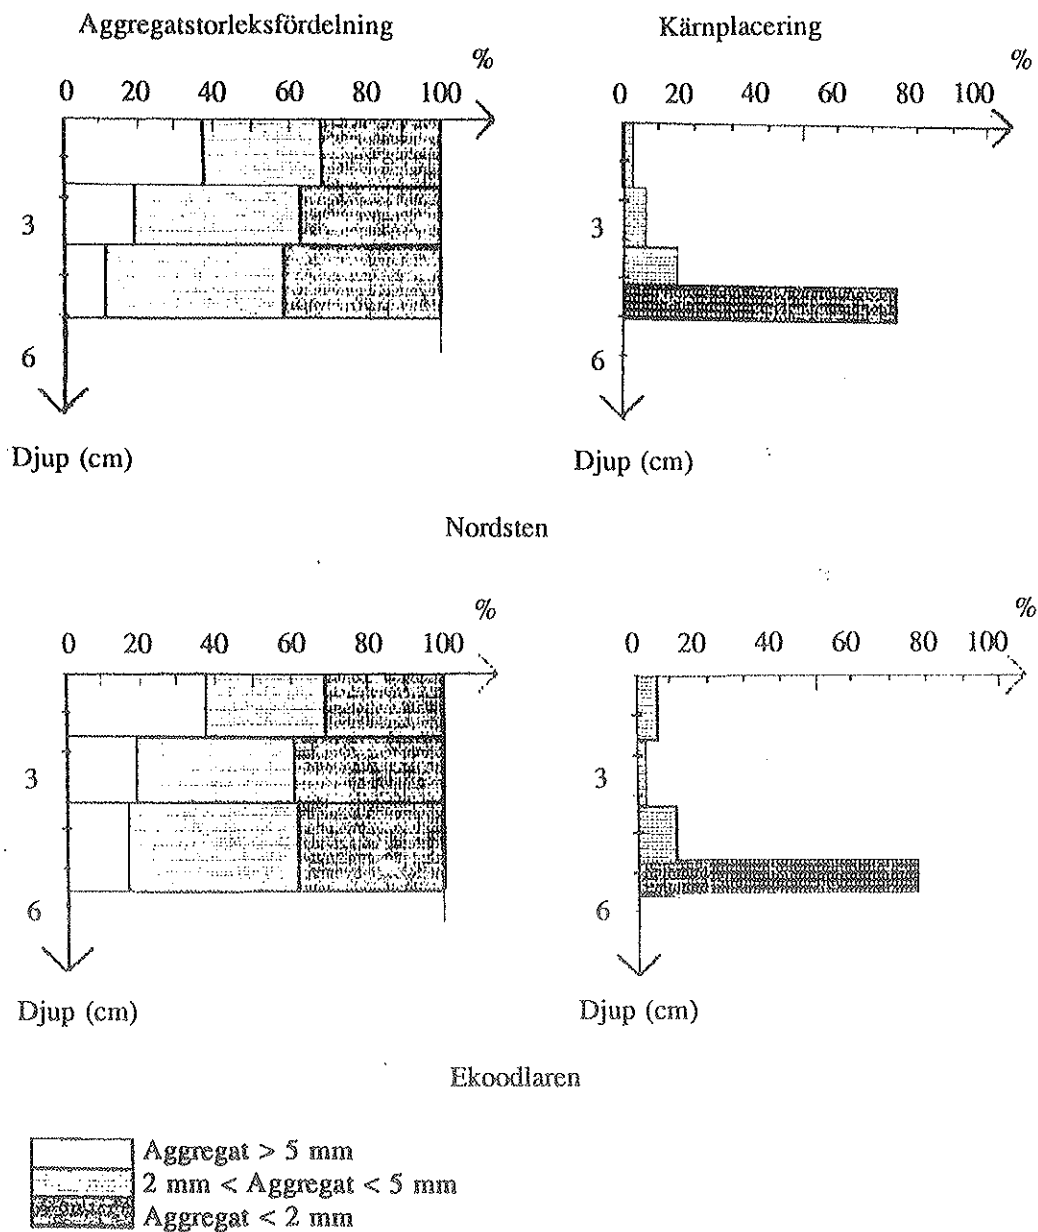 Aggregatstorleksfördelning
Kärnplacering
%
0 20 40 60 80 100
3
6
Djup (cm)
%
0 20 40 60 80 100
3
6
Djup (cm)
Nordsten
%
0 20 40 60 80 100
3
6
Djup (cm)
%
0 20 40 60 80 100
3
6
Djup (cm)
Ekoodlaren
Aggregat > 5 mm
2 mm < Aggregat < 5 mm
Aggregat < 2 mm